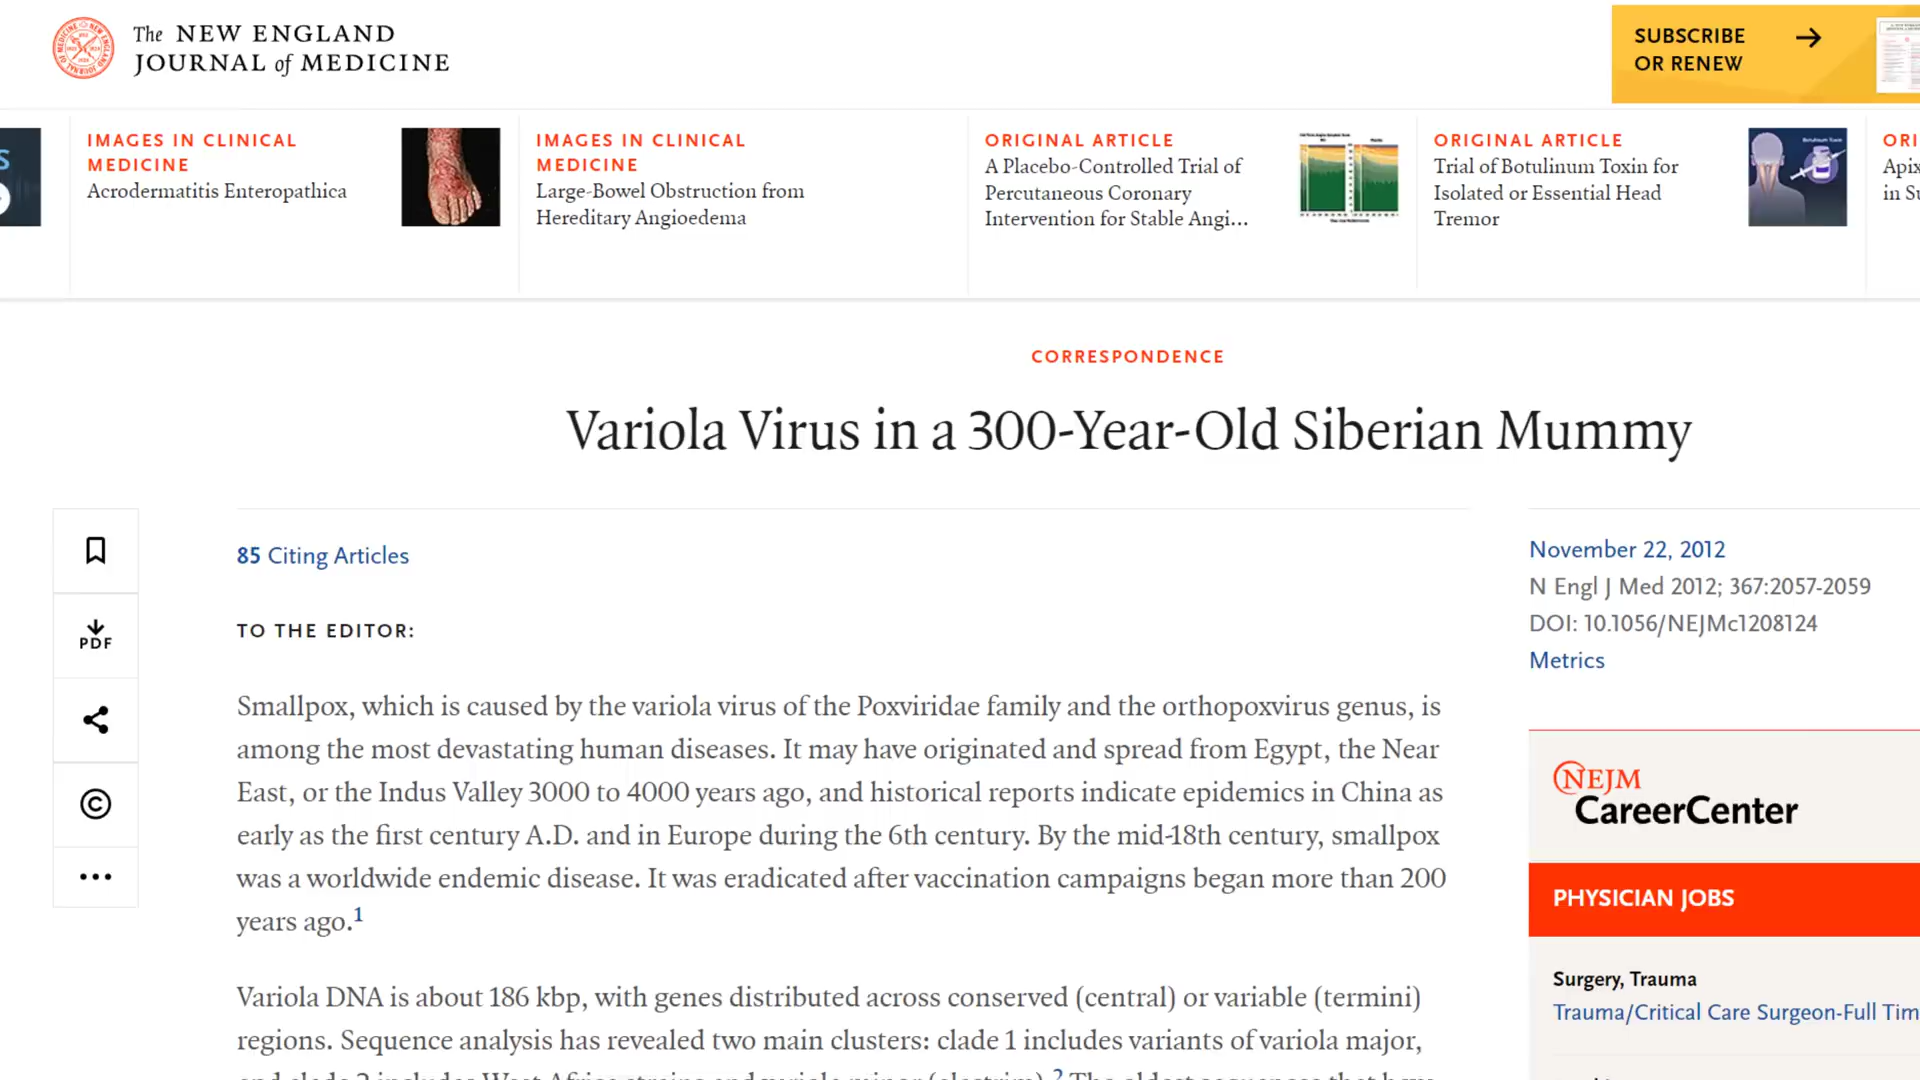 The NEW ENGLAND
JOURNAL of MEDICINE
SUBSCRIBE
OR RENEW
S
IMAGES IN CLINICAL
MEDICINE
Acrodermatitis Enteropathica
IMAGES IN CLINICAL
MEDICINE
Large-Bowel Obstruction from
Hereditary Angioedema
ORIGINAL ARTICLE
A Placebo-Controlled Trial of
Percutaneous Coronary
Intervention for Stable Angi...
ORIGINAL ARTICLE
Trial of Botulinum Toxin for
Isolated or Essential Head
Tremor
Botulinum Toxin
ORI
Apix
in Su
CORRESPONDENCE
Variola Virus in a 300-Year-Old Siberian Mummy
PDF
85 Citing Articles
TO THE EDITOR:
Smallpox, which is caused by the variola virus of the Poxviridae family and the orthopoxvirus genus, is
among the most devastating human diseases. It may have originated and spread from Egypt, the Near
East, or the Indus Valley 3000 to 4000 years ago, and historical reports indicate epidemics in China as
early as the first century A.D. and in Europe during the 6th century. By the mid-18th century, smallpox
was a worldwide endemic disease. It was eradicated after vaccination campaigns began more than 200
years ago.1
Variola DNA is about 186 kbp, with genes distributed across conserved (central) or variable (termini)
regions. Sequence analysis has revealed two main clusters: clade 1 includes variants of variola major,
November 22, 2012
N Engl J Med 2012; 367:2057-2059
DOI: 10.1056/NEJMc1208124
Metrics
NEJM
CareerCenter
PHYSICIAN JOBS
Surgery, Trauma
Trauma/Critical Care Surgeon-Full Tim